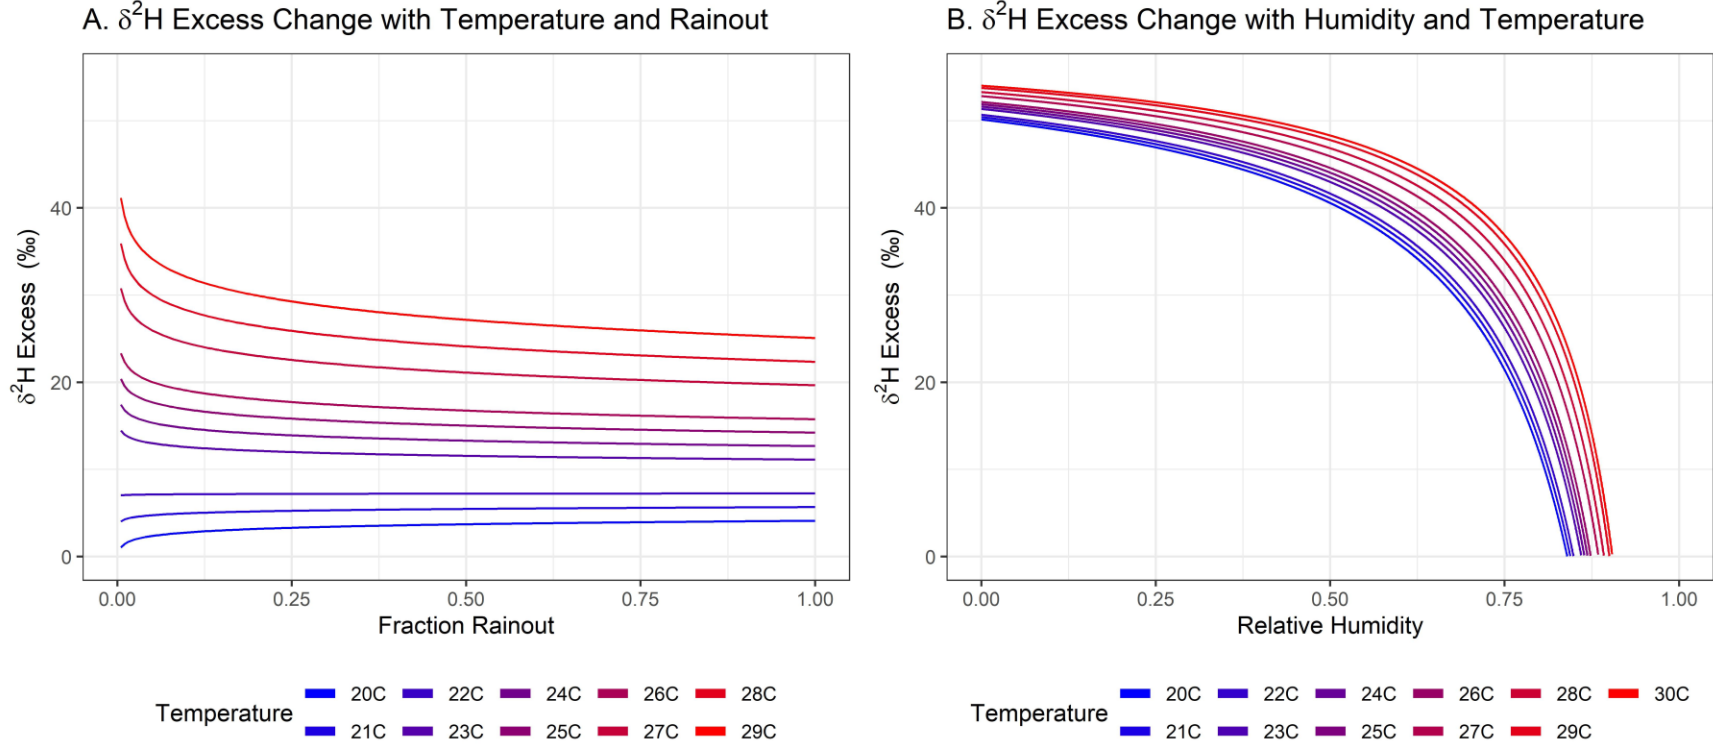 A. δ²H Excess Change with Temperature and Rainout
δ²H Excess (‰)
40
20
0
0.00 0.25 0.50 0.75 1.00
Fraction Rainout
Temperature
20C 22C 24C 26C 28C
21C 23C 25C 27C 29C
B. δ²H Excess Change with Humidity and Temperature
δ²H Excess (‰)
40
20
0
0.00 0.25 0.50 0.75 1.00
Relative Humidity
Temperature
20C 22C 24C 26C 28C 30C
21C 23C 25C 27C 29C